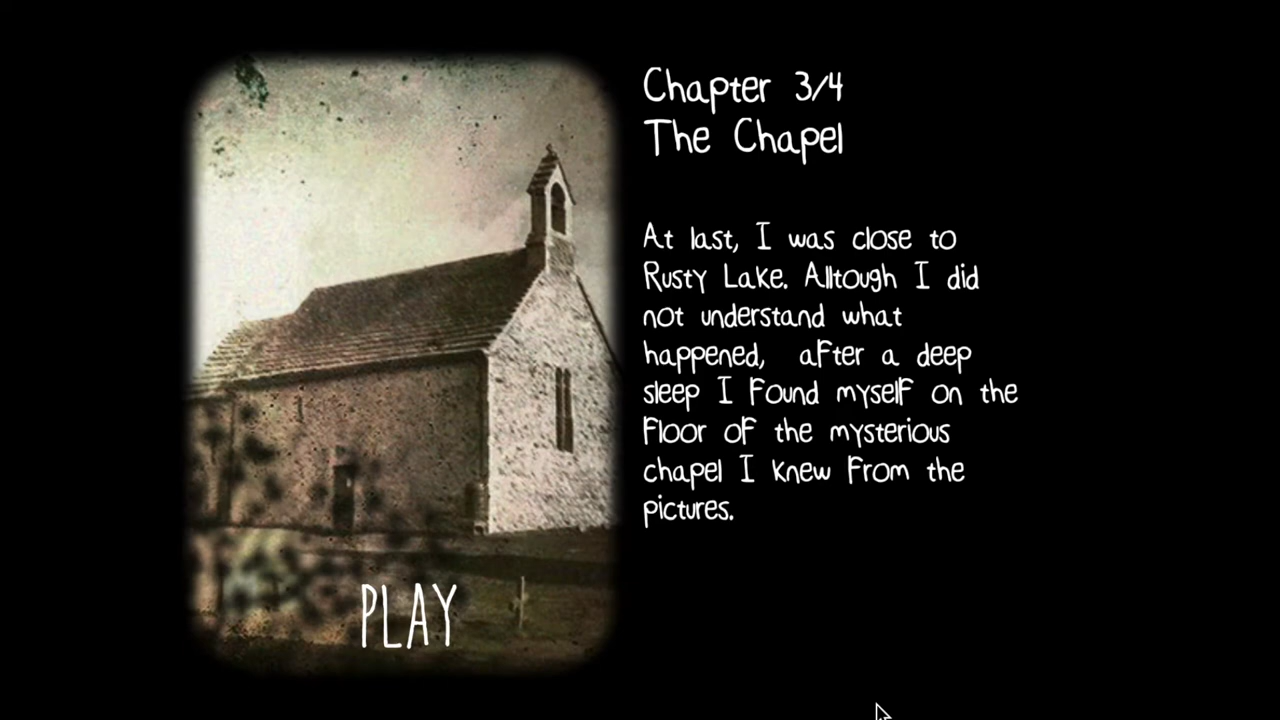 Chapter 3/4
The Chapel
At last, I was close to
Rusty Lake. Alltough I did
not understand what
happened, after a deep
sleep I found myself on the
floor of the mysterious
chapel I knew from the
pictures.
PLAY